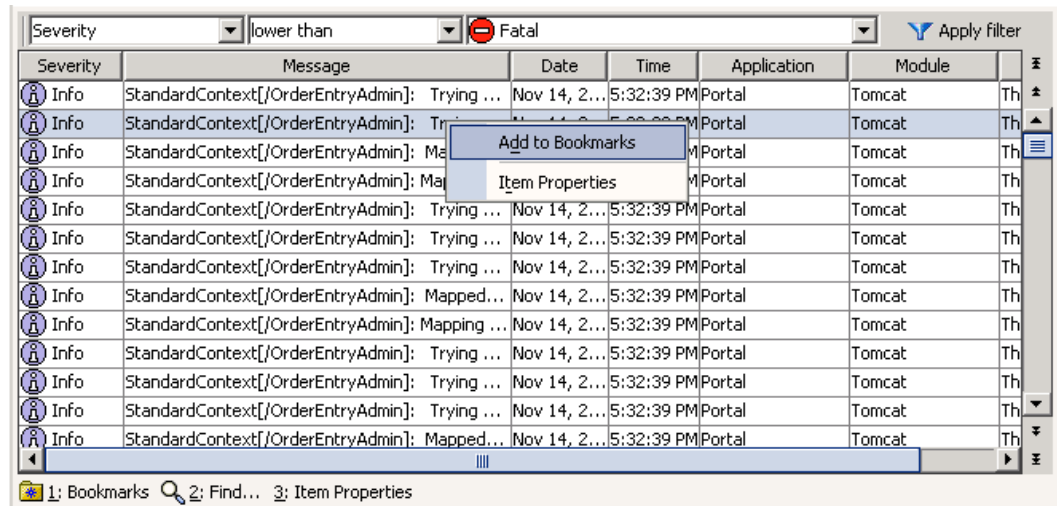 Severity lower than Fatal Apply filter
Severity Message Date Time Application Module
Info StandardContext[/OrderEntryAdmin]: Trying ... Nov 14, 2... 5:32:39 PM Portal Tomcat Th
Info StandardContext[/OrderEntryAdmin]: Portal Tomcat Th
Add to Bookmarks
Info StandardContext[/OrderEntryAdmin]: Ma M Portal Tomcat Th
Item Properties
Info StandardContext[/OrderEntryAdmin]: Map M Portal Tomcat Th
Info StandardContext[/OrderEntryAdmin]: Trying ... Nov 14, 2... 5:32:39 PM Portal Tomcat Th
Info StandardContext[/OrderEntryAdmin]: Trying ... Nov 14, 2... 5:32:39 PM Portal Tomcat Th
Info StandardContext[/OrderEntryAdmin]: Trying ... Nov 14, 2... 5:32:39 PM Portal Tomcat Th
Info StandardContext[/OrderEntryAdmin]: Mapped... Nov 14, 2... 5:32:39 PM Portal Tomcat Th
Info StandardContext[/OrderEntryAdmin]: Mapping ... Nov 14, 2... 5:32:39 PM Portal Tomcat Th
Info StandardContext[/OrderEntryAdmin]: Trying ... Nov 14, 2... 5:32:39 PM Portal Tomcat Th
Info StandardContext[/OrderEntryAdmin]: Trying ... Nov 14, 2... 5:32:39 PM Portal Tomcat Th
Info StandardContext[/OrderEntryAdmin]: Trying ... Nov 14, 2... 5:32:39 PM Portal Tomcat Th
Info StandardContext[/OrderEntryAdmin]: Mapped... Nov 14, 2... 5:32:39 PM Portal Tomcat Th
1: Bookmarks 2: Find... 3: Item Properties